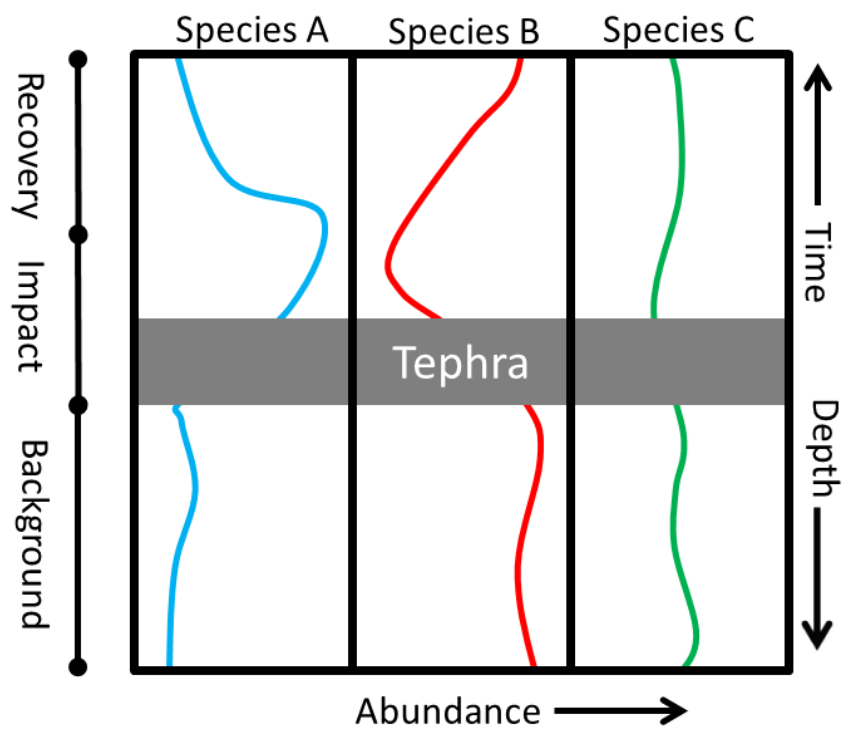 Species A
Species B
Species C
Recovery
Impact
Background
Tephra
Time
Depth
Abundance